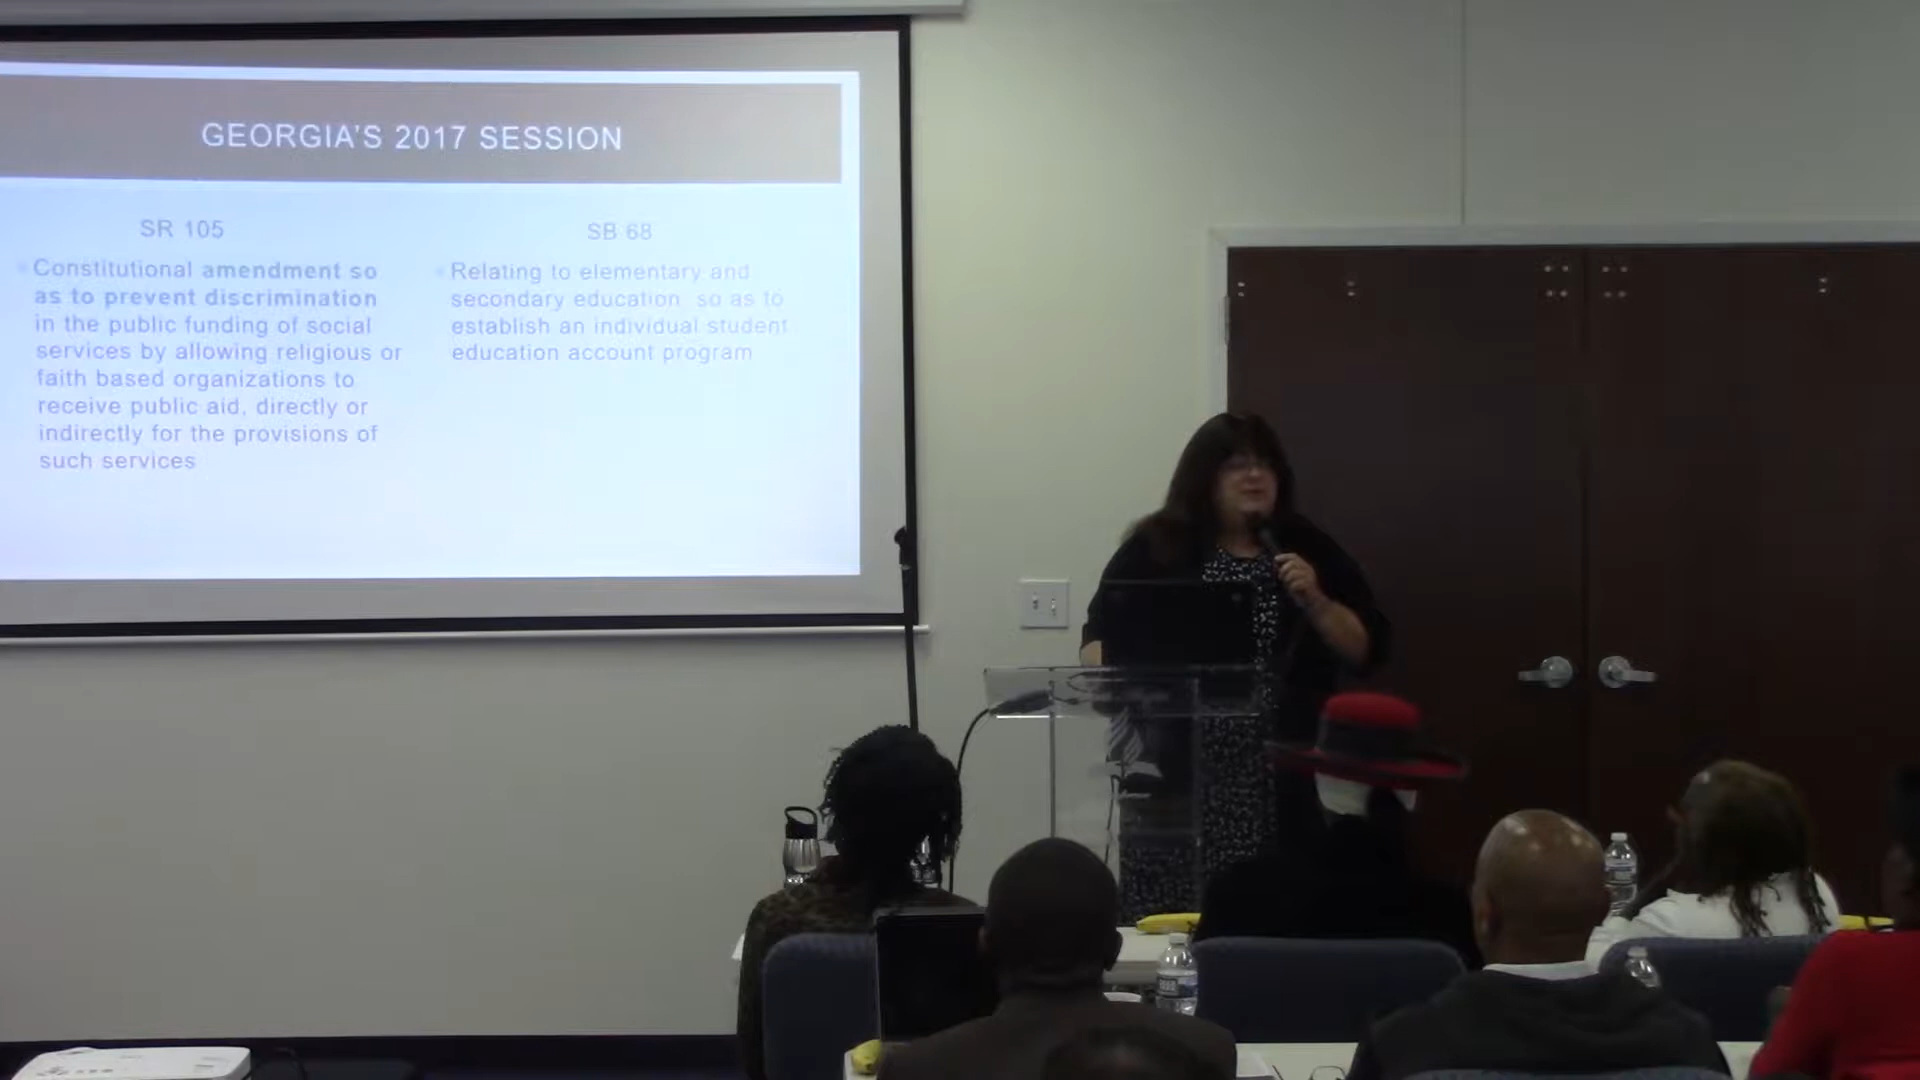 GEORGIA'S 2017 SESSION
SR 105
Constitutional amendment so
as to prevent discrimination
in the public funding of social
services by allowing religious or
faith based organizations to
receive public aid, directly or
indirectly for the provisions of
such services
SB 68
Relating to elementary and
secondary education, so as to
establish an individual student
education account program